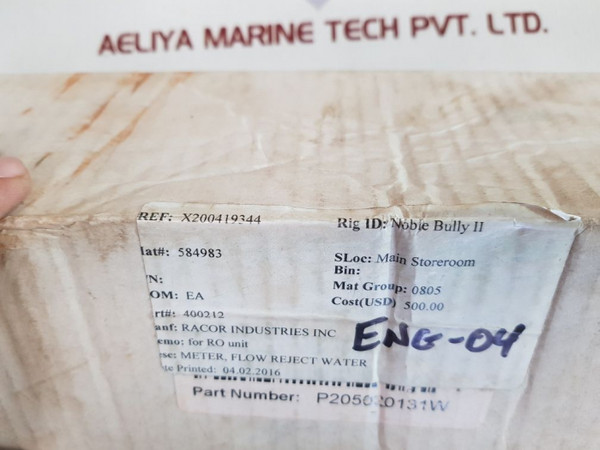 AELIYA MARINE TECH PVT. LTD.
REF: X200419344 Rig ID: Noble Bully II
lat#: 584983 SLoc: Main Storeroom
Bin:
N: Mat Group: 0805
OM: EA Cost(USD) 500.00
rt#: 400212
anf: RACOR INDUSTRIES INC
emo: for RO unit ENG-04
se: METER, FLOW REJECT WATER
te Printed: 04.02.2016
Part Number: P205020131W